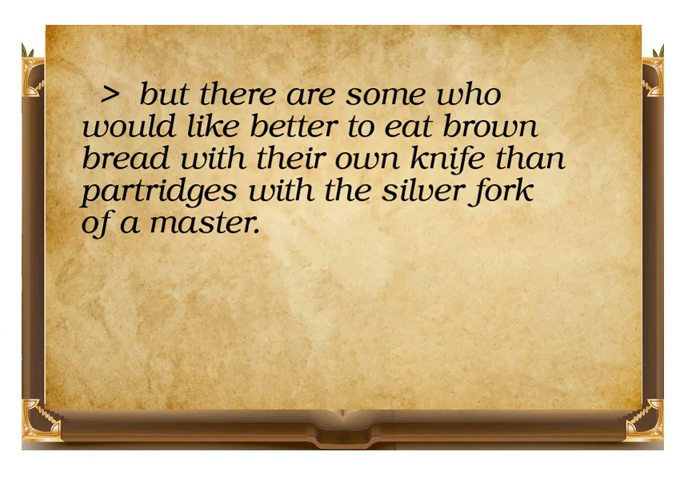 > but there are some who
would like better to eat brown
bread with their own knife than
partridges with the silver fork
of a master.